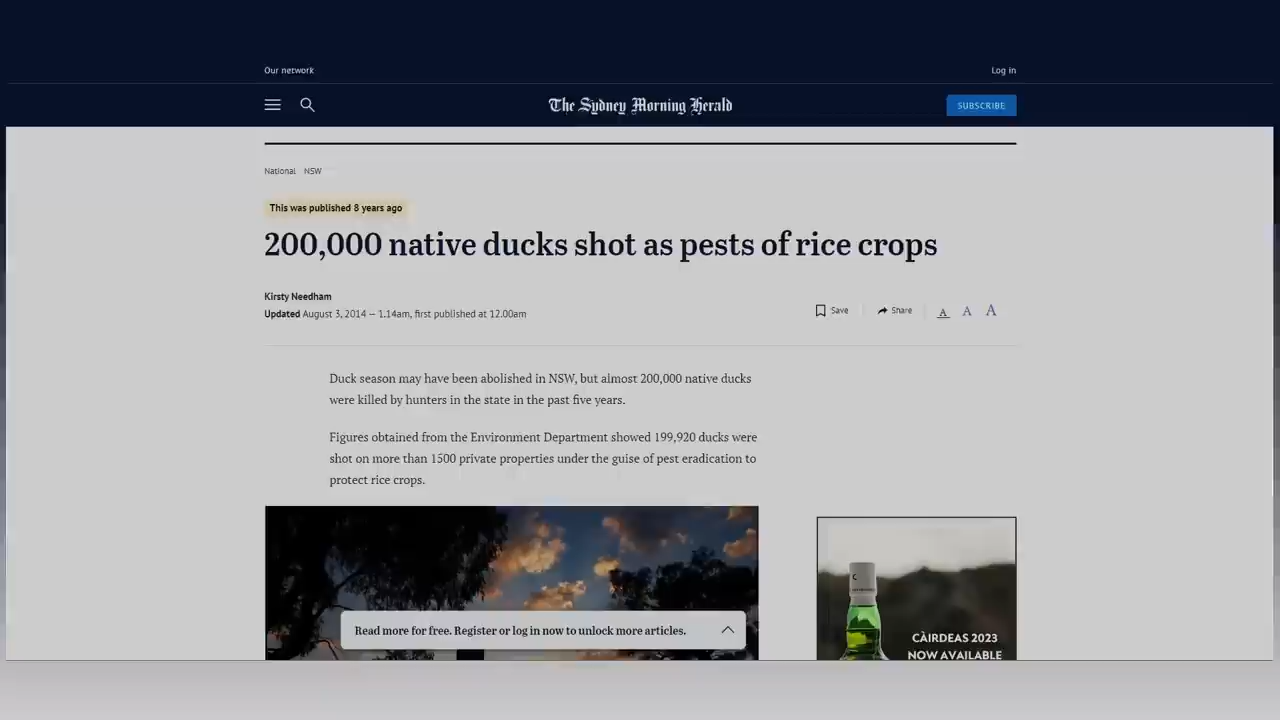 Our network
Log in
The Sydney Morning Herald
SUBSCRIBE
National NSW
This was published 8 years ago
200,000 native ducks shot as pests of rice crops
Kirsty Needham
Updated August 3, 2014 — 1.14am, first published at 12.00am
Save
Share
A A A
Duck season may have been abolished in NSW, but almost 200,000 native ducks
were killed by hunters in the state in the past five years.
Figures obtained from the Environment Department showed 199,920 ducks were
shot on more than 1500 private properties under the guise of pest eradication to
protect rice crops.
Read more for free. Register or log in now to unlock more articles.
CÀIRDEAS 2023
NOW AVAILABLE